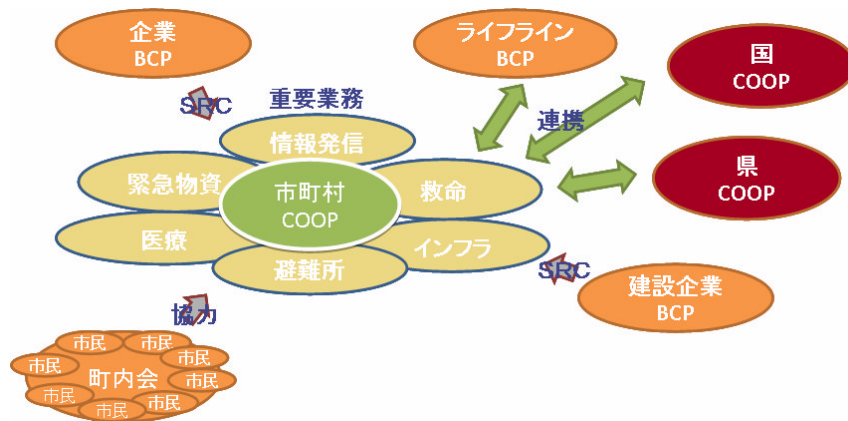 企業
BCP
ライフライン
BCP
国
COOP
SRC
重要業務
連携
情報発信
緊急物資
市町村
COOP
救命
県
COOP
医療
インフラ
避難所
SRC
建設企業
BCP
協力
市民
市民
市民
市民
町内会
市民
市民
市民
市民